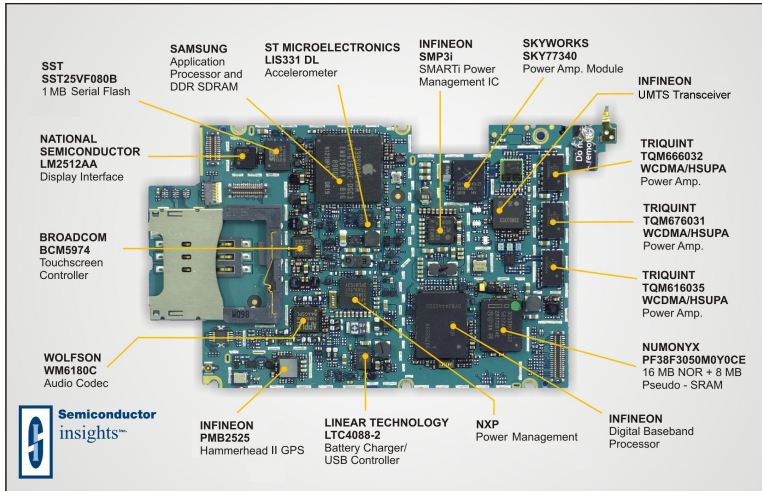 SST
SST25VF080B
1 MB Serial Flash
SAMSUNG
Application
Processor and
DDR SDRAM
ST MICROELECTRONICS
LIS331 DL
Accelerometer
INFINEON
SMP3i
SMARTi Power
Management IC
SKYWORKS
SKY77340
Power Amp. Module
INFINEON
UMTS Transceiver
NATIONAL
SEMICONDUCTOR
LM2512AA
Display Interface
Do not
remove
TRIQUINT
TQM666032
WCDMA/HSUPA
Power Amp.
BROADCOM
BCM5974
Touchscreen
Controller
TRIQUINT
TQM676031
WCDMA/HSUPA
Power Amp.
TRIQUINT
TQM616035
WCDMA/HSUPA
Power Amp.
WOLFSON
WM6180C
Audio Codec
NUMONYX
PF38F3050M0Y0CE
16 MB NOR + 8 MB
Pseudo - SRAM
INFINEON
PMB2525
Hammerhead II GPS
LINEAR TECHNOLOGY
LTC4088-2
Battery Charger/
USB Controller
NXP
Power Management
INFINEON
Digital Baseband
Processor
Semiconductor
insights